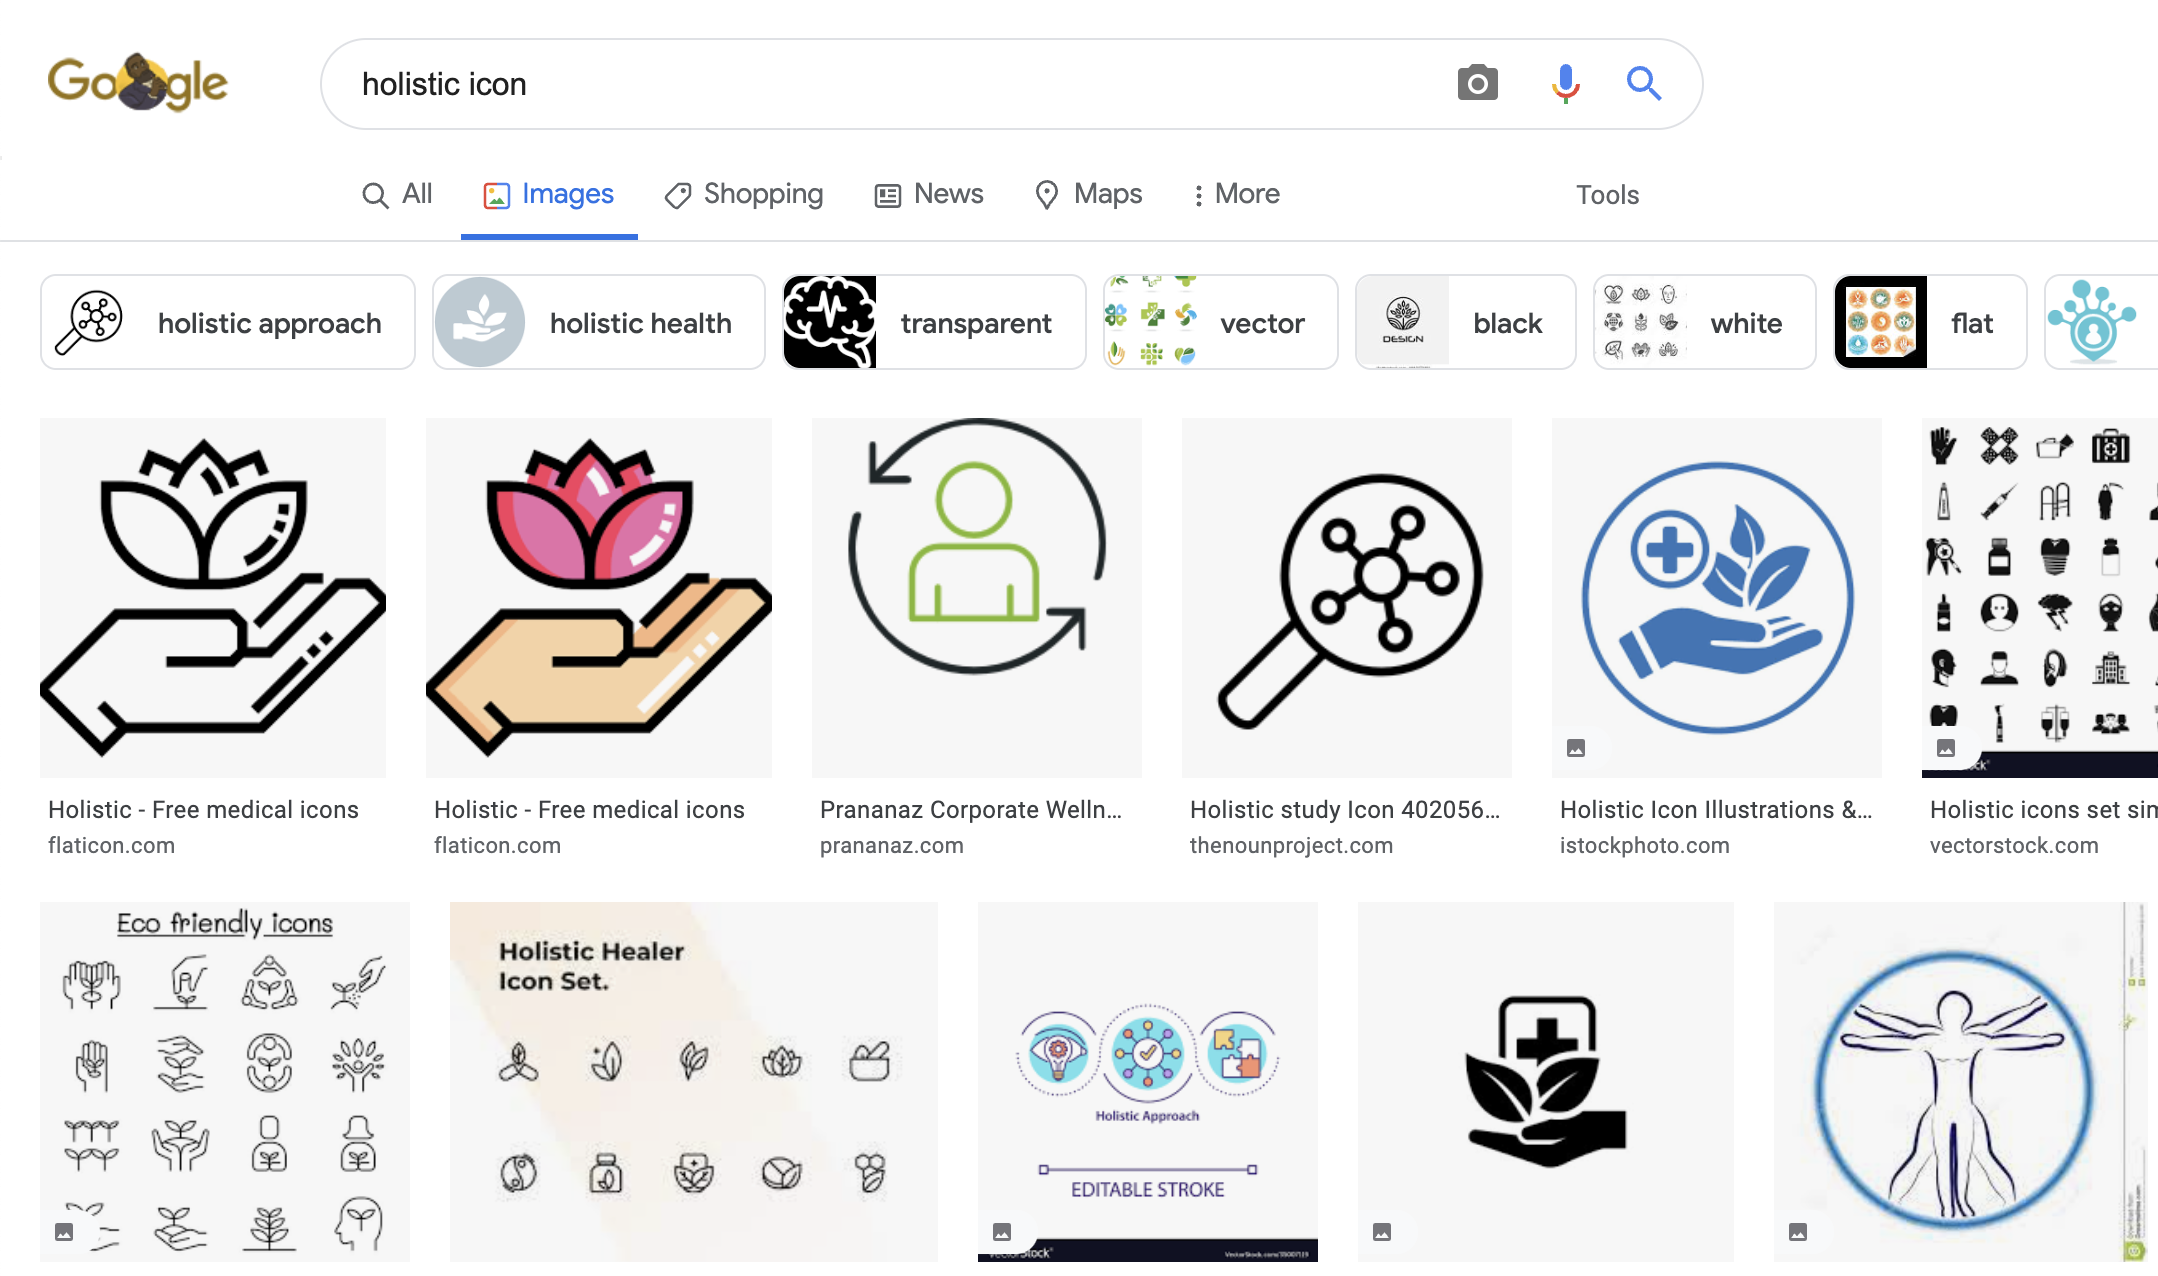 Google
holistic icon
All
Images
Shopping
News
Maps
More
Tools
holistic approach
holistic health
transparent
vector
DESIGN
black
white
flat
Holistic - Free medical icons
flaticon.com
Holistic - Free medical icons
flaticon.com
Prananaz Corporate Welln...
prananaz.com
Holistic study Icon 402056...
thenounproject.com
Holistic Icon Illustrations &...
istockphoto.com
Holistic icons set sim
vectorstock.com
Eco friendly icons
Holistic Healer
Icon Set.
Holistic Approach
EDITABLE STROKE